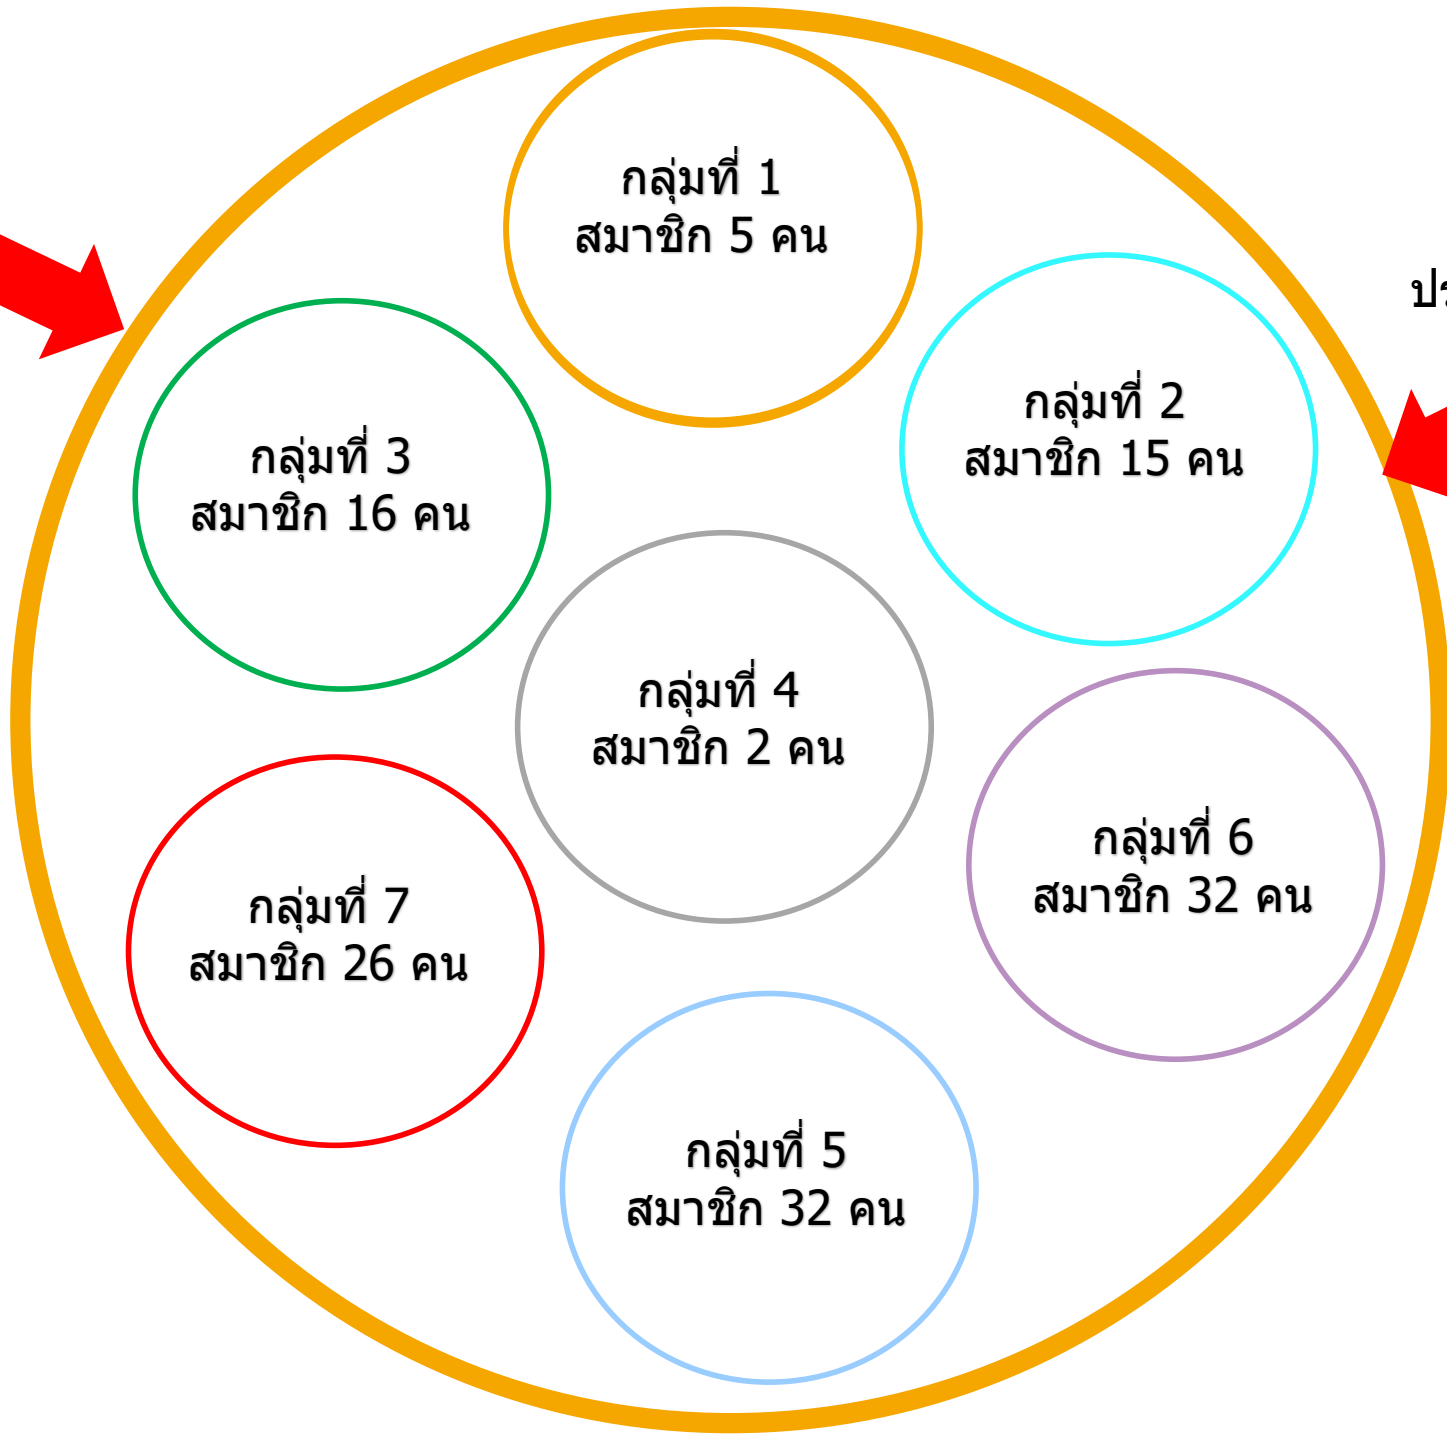 กลุ่มที่ 1
สมาชิก 5 คน
กลุ่มที่ 2
สมาชิก 15 คน
กลุ่มที่ 3
สมาชิก 16 คน
กลุ่มที่ 4
สมาชิก 2 คน
กลุ่มที่ 6
สมาชิก 32 คน
กลุ่มที่ 7
สมาชิก 26 คน
กลุ่มที่ 5
สมาชิก 32 คน